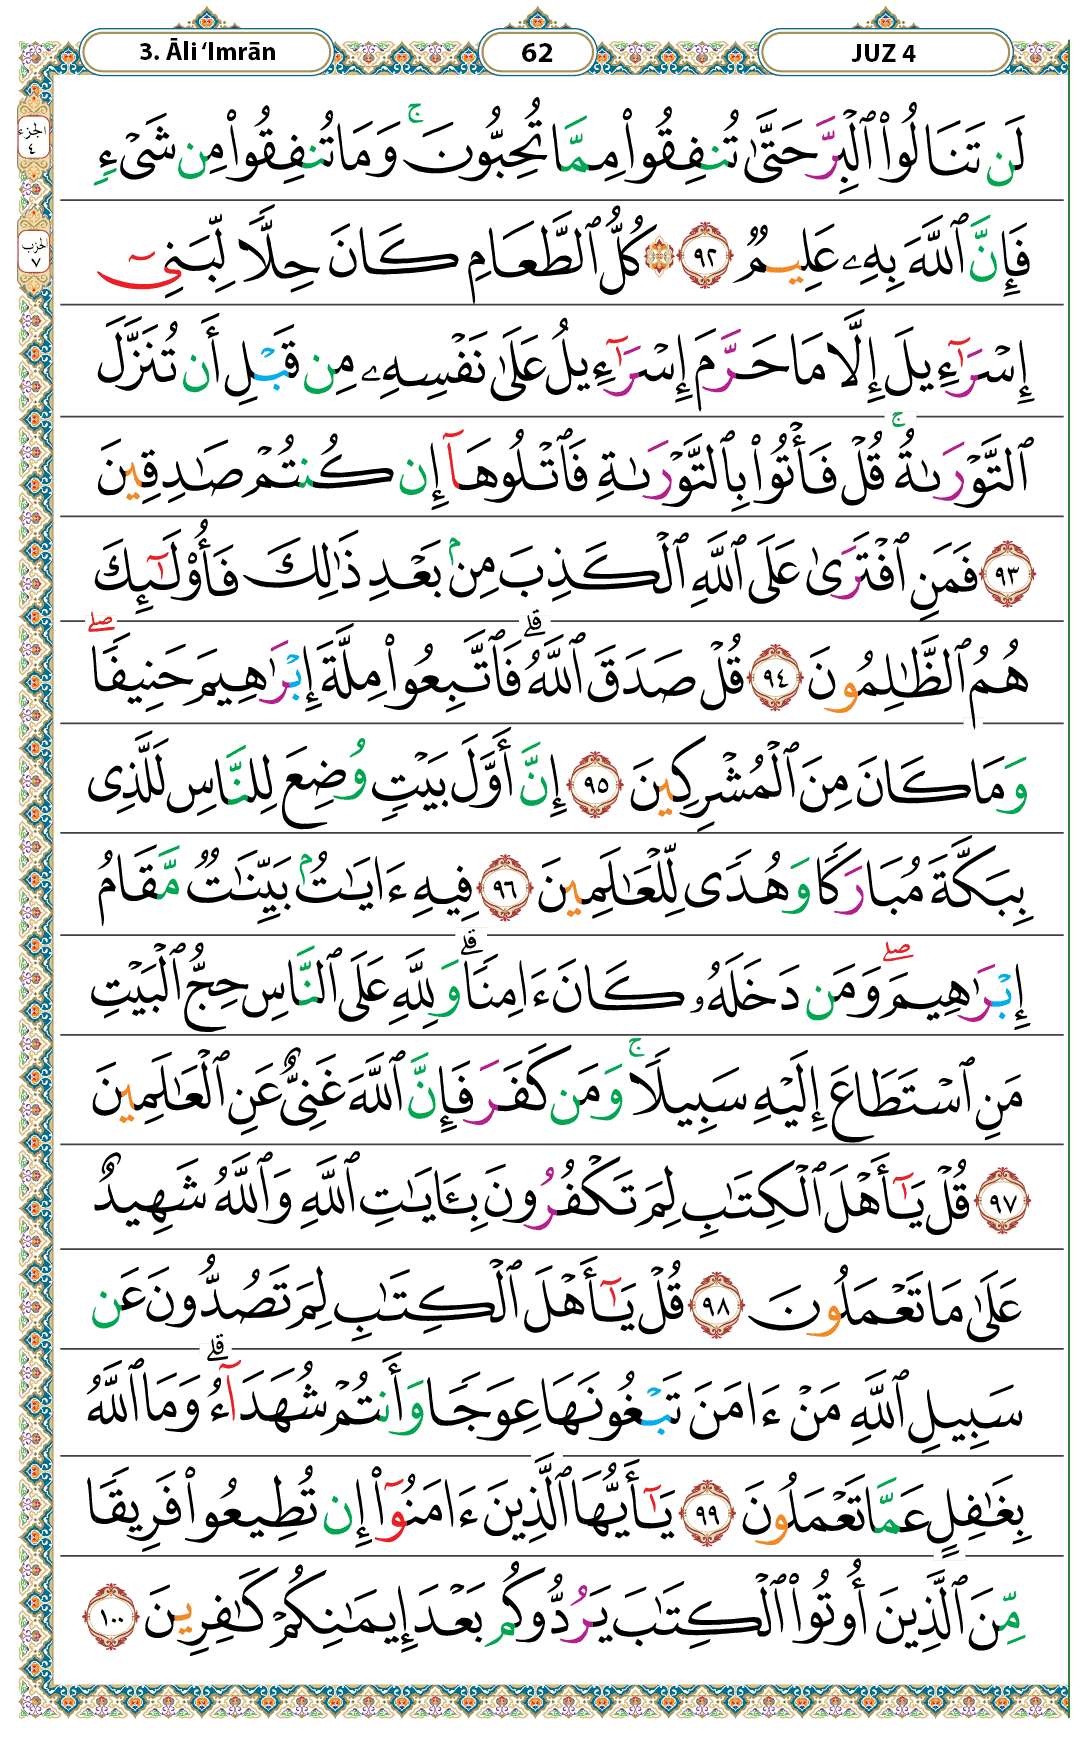 3. Āli ‘Imrān
62
JUZ 4
الجزء
٤
الحزب
٧
لَن تَنَالُوا۟ ٱلْبِرَّ حَتَّىٰ تُنفِقُوا۟ مِمَّا تُحِبُّونَ ۚ وَمَا تُنفِقُوا۟ مِن شَىْءٍ
فَإِنَّ ٱللَّهَ بِهِۦ عَلِيمٌ ٩٢ ۞ كُلُّ ٱلطَّعَامِ كَانَ حِلًّا لِّبَنِىٓ
إِسْرَٰٓءِيلَ إِلَّا مَا حَرَّمَ إِسْرَٰٓءِيلُ عَلَىٰ نَفْسِهِۦ مِن قَبْلِ أَن تُنَزَّلَ
ٱلتَّوْرَىٰةُ ۚ قُلْ فَأْتُوا۟ بِٱلتَّوْرَىٰةِ فَٱتْلُوهَآ إِن كُنتُمْ صَـٰدِقِينَ
٩٣ فَمَنِ ٱفْتَرَىٰ عَلَى ٱللَّهِ ٱلْكَذِبَ مِنۢ بَعْدِ ذَٰلِكَ فَأُو۟لَـٰٓئِكَ
هُمُ ٱلظَّـٰلِمُونَ ٩٤ قُلْ صَدَقَ ٱللَّهُ ۗ فَٱتَّبِعُوا۟ مِلَّةَ إِبْرَٰهِيمَ حَنِيفًا ۖ
وَمَا كَانَ مِنَ ٱلْمُشْرِكِينَ ٩٥ إِنَّ أَوَّلَ بَيْتٍ وُضِعَ لِلنَّاسِ لَلَّذِى
بِبَكَّةَ مُبَارَكًا وَهُدًى لِّلْعَـٰلَمِينَ ٩٦ فِيهِ ءَايَـٰتٌۢ بَيِّنَـٰتٌ مَّقَامُ
إِبْرَٰهِيمَ ۖ وَمَن دَخَلَهُۥ كَانَ ءَامِنًا ۗ وَلِلَّهِ عَلَى ٱلنَّاسِ حِجُّ ٱلْبَيْتِ
مَنِ ٱسْتَطَاعَ إِلَيْهِ سَبِيلًا ۚ وَمَن كَفَرَ فَإِنَّ ٱللَّهَ غَنِىٌّ عَنِ ٱلْعَـٰلَمِينَ
٩٧ قُلْ يَـٰٓأَهْلَ ٱلْكِتَـٰبِ لِمَ تَكْفُرُونَ بِـَٔايَـٰتِ ٱللَّهِ وَٱللَّهُ شَهِيدٌ
عَلَىٰ مَا تَعْمَلُونَ ٩٨ قُلْ يَـٰٓأَهْلَ ٱلْكِتَـٰبِ لِمَ تَصُدُّونَ عَن
سَبِيلِ ٱللَّهِ مَنْ ءَامَنَ تَبْغُونَهَا عِوَجًا وَأَنتُمْ شُهَدَآءُ ۗ وَمَا ٱللَّهُ
بِغَـٰفِلٍ عَمَّا تَعْمَلُونَ ٩٩ يَـٰٓأَيُّهَا ٱلَّذِينَ ءَامَنُوٓا۟ إِن تُطِيعُوا۟ فَرِيقًا
مِّنَ ٱلَّذِينَ أُوتُوا۟ ٱلْكِتَـٰبَ يَرُدُّوكُم بَعْدَ إِيمَـٰنِكُمْ كَـٰفِرِينَ ١٠٠